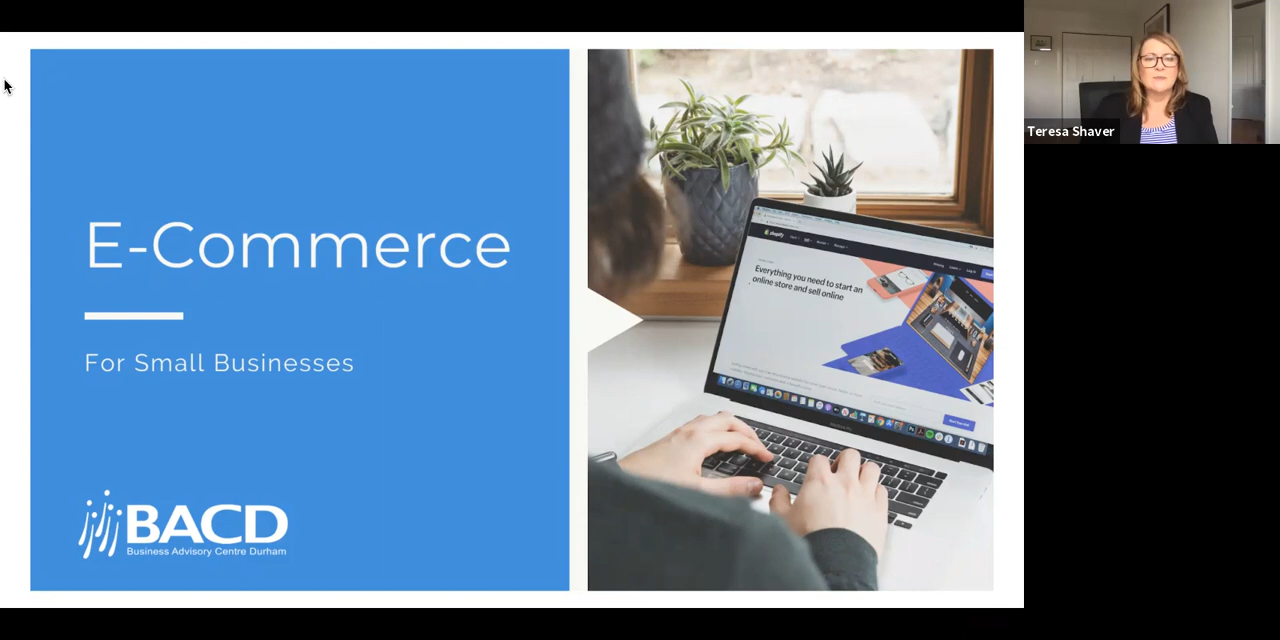 E-Commerce
For Small Businesses
BACD
Business Advisory Centre Durham
shopify
Everything you need to start an
online store and sell online
Teresa Shaver